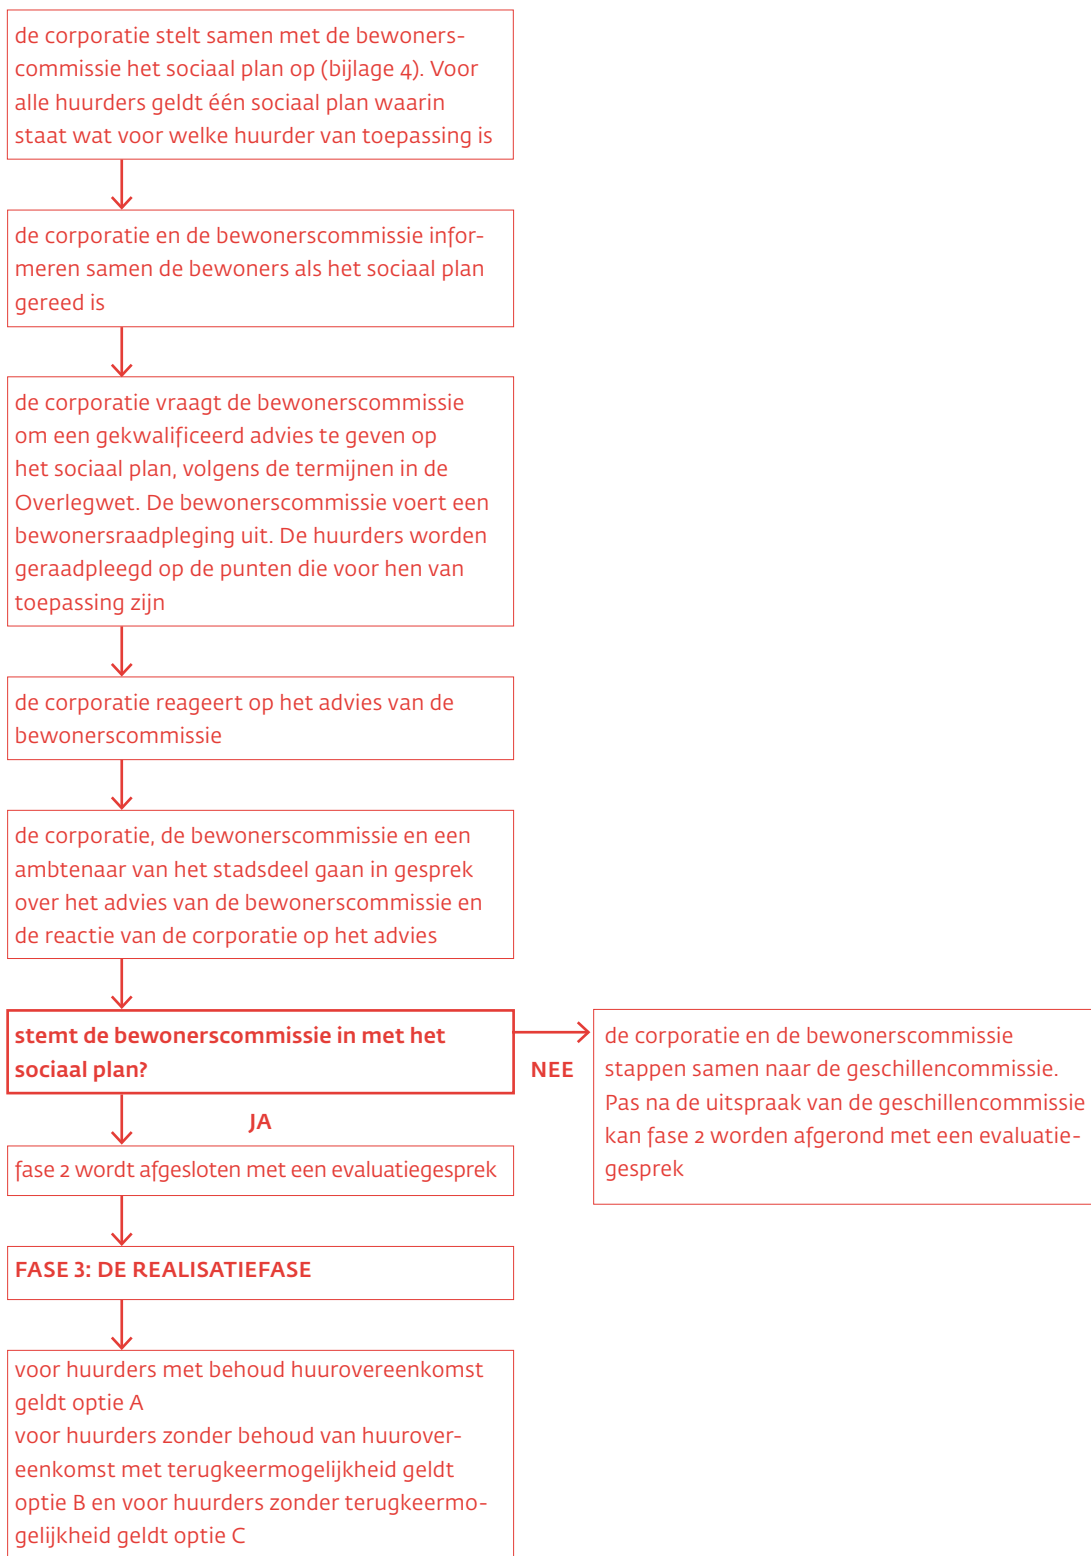 de corporatie stelt samen met de bewoners-
commissie het sociaal plan op (bijlage 4). Voor
alle huurders geldt één sociaal plan waarin
staat wat voor welke huurder van toepassing is
de corporatie en de bewonerscommissie infor-
meren samen de bewoners als het sociaal plan
gereed is
de corporatie vraagt de bewonerscommissie
om een gekwalificeerd advies te geven op
het sociaal plan, volgens de termijnen in de
Overlegwet. De bewonerscommissie voert een
bewonersraadpleging uit. De huurders worden
geraadpleegd op de punten die voor hen van
toepassing zijn
de corporatie reageert op het advies van de
bewonerscommissie
de corporatie, de bewonerscommissie en een
ambtenaar van het stadsdeel gaan in gesprek
over het advies van de bewonerscommissie en
de reactie van de corporatie op het advies
stemt de bewonerscommissie in met het
sociaal plan?
NEE
de corporatie en de bewonerscommissie
stappen samen naar de geschillencommissie.
Pas na de uitspraak van de geschillencommissie
kan fase 2 worden afgerond met een evaluatie-
gesprek
JA
fase 2 wordt afgesloten met een evaluatiegesprek
FASE 3: DE REALISATIEFASE
voor huurders met behoud huurovereenkomst
geldt optie A
voor huurders zonder behoud van huurover-
eenkomst met terugkeermogelijkheid geldt
optie B en voor huurders zonder terugkeermo-
gelijkheid geldt optie C